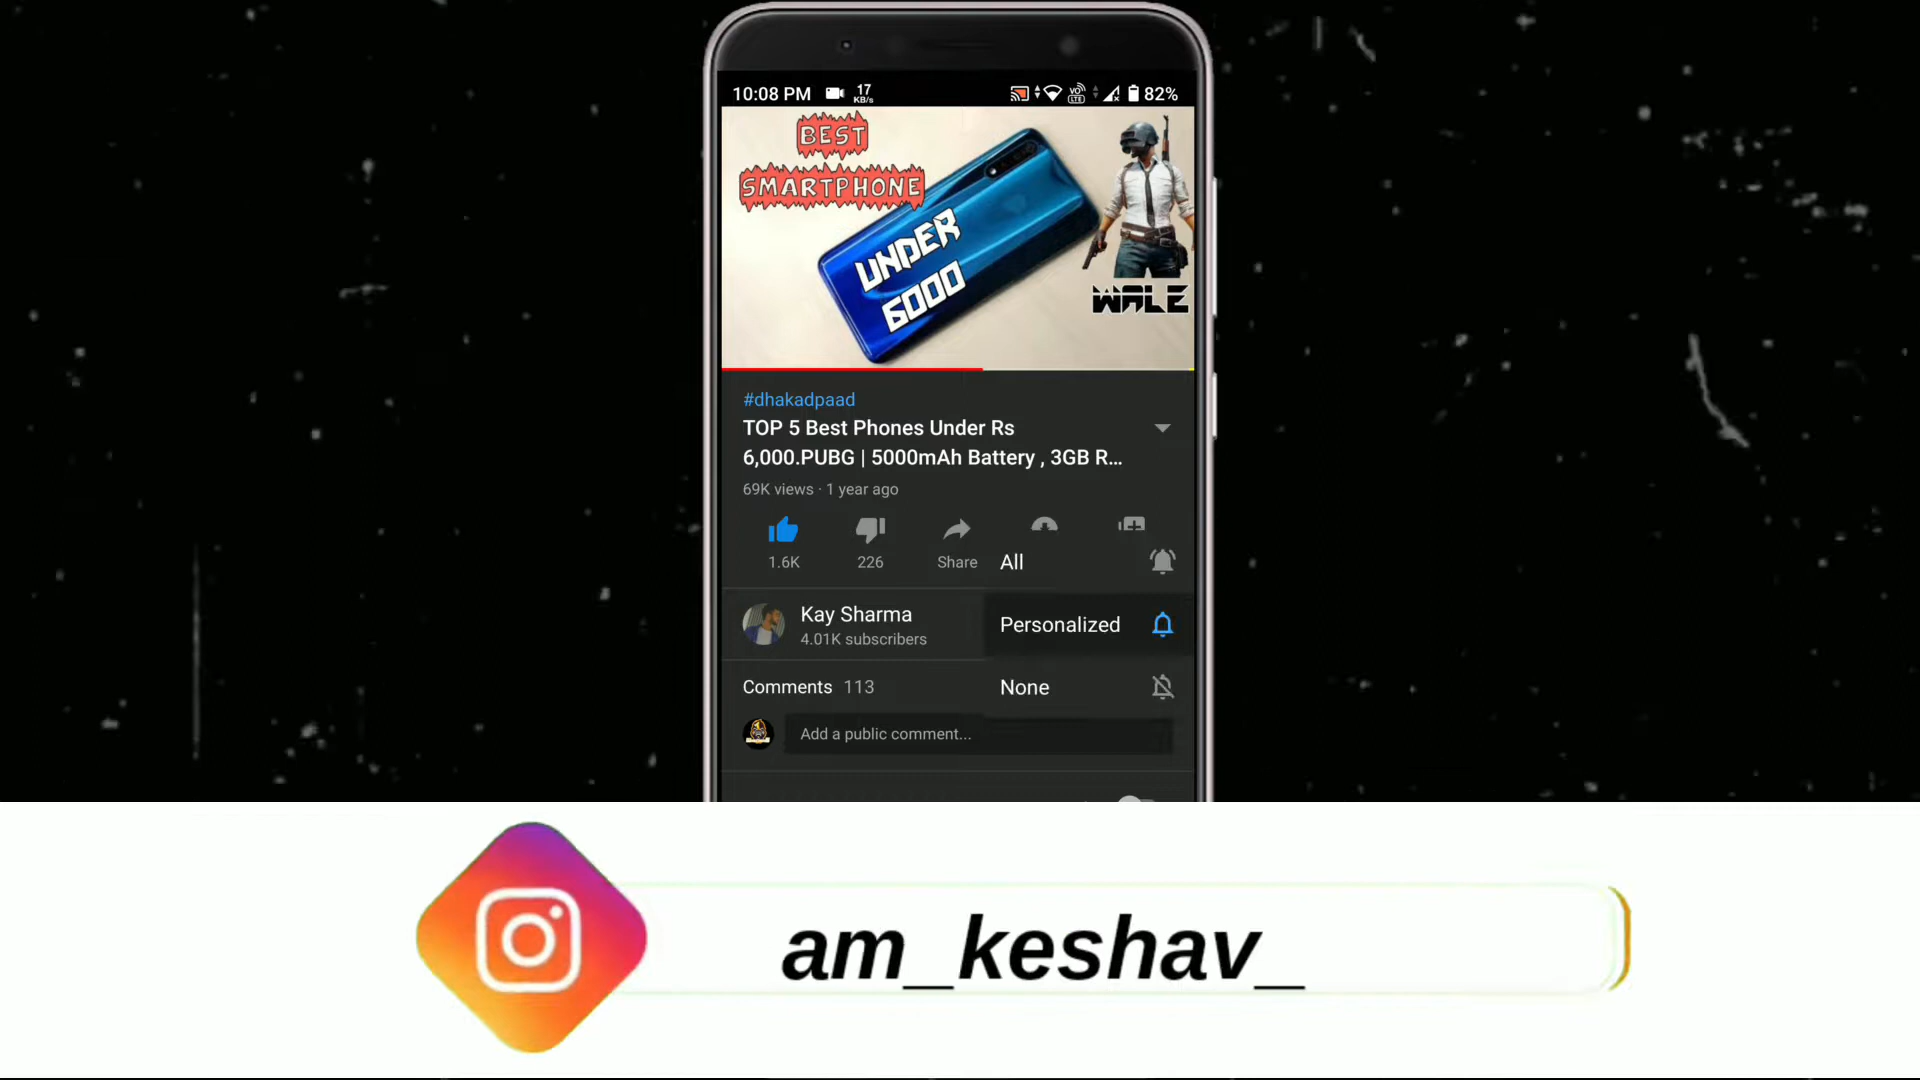 10:08 PM 17 KB/s VO LTE 82%
BEST
SMARTPHONE
UNDER
6000
WALE
#dhakadpaad
TOP 5 Best Phones Under Rs
6,000.PUBG | 5000mAh Battery , 3GB R...
69K views · 1 year ago
1.6K 226 Share All
Kay Sharma
4.01K subscribers
Personalized
Comments 113 None
Add a public comment...
am_keshav_